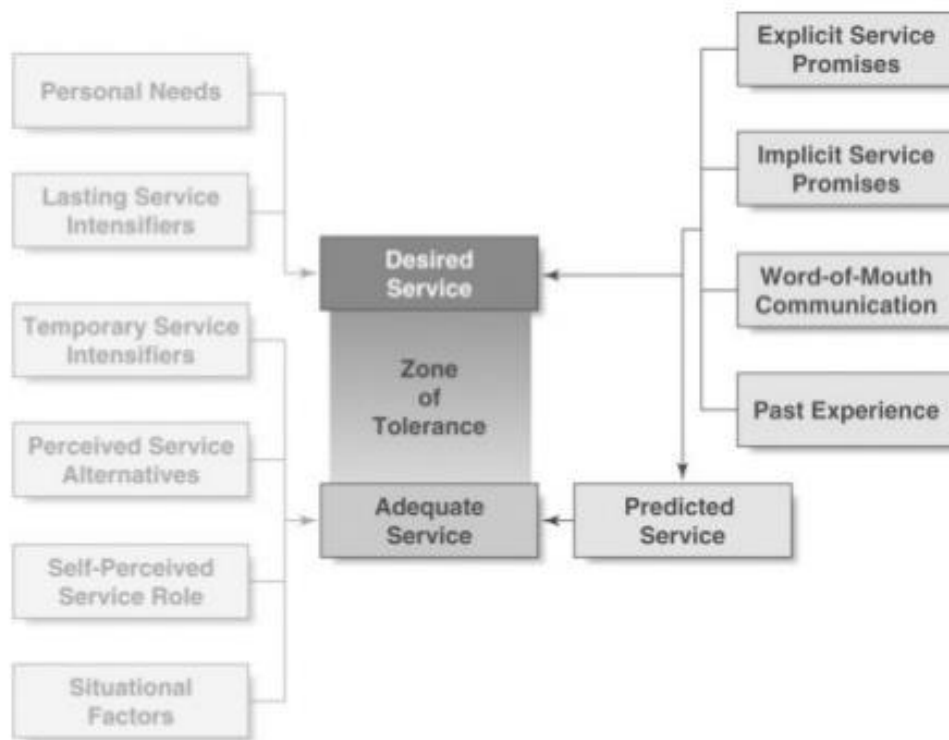 Personal Needs
Lasting Service
Intensifiers
Temporary Service
Intensifiers
Perceived Service
Alternatives
Self-Perceived
Service Role
Situational
Factors
Desired
Service
Zone
of
Tolerance
Adequate
Service
Predicted
Service
Explicit Service
Promises
Implicit Service
Promises
Word-of-Mouth
Communication
Past Experience